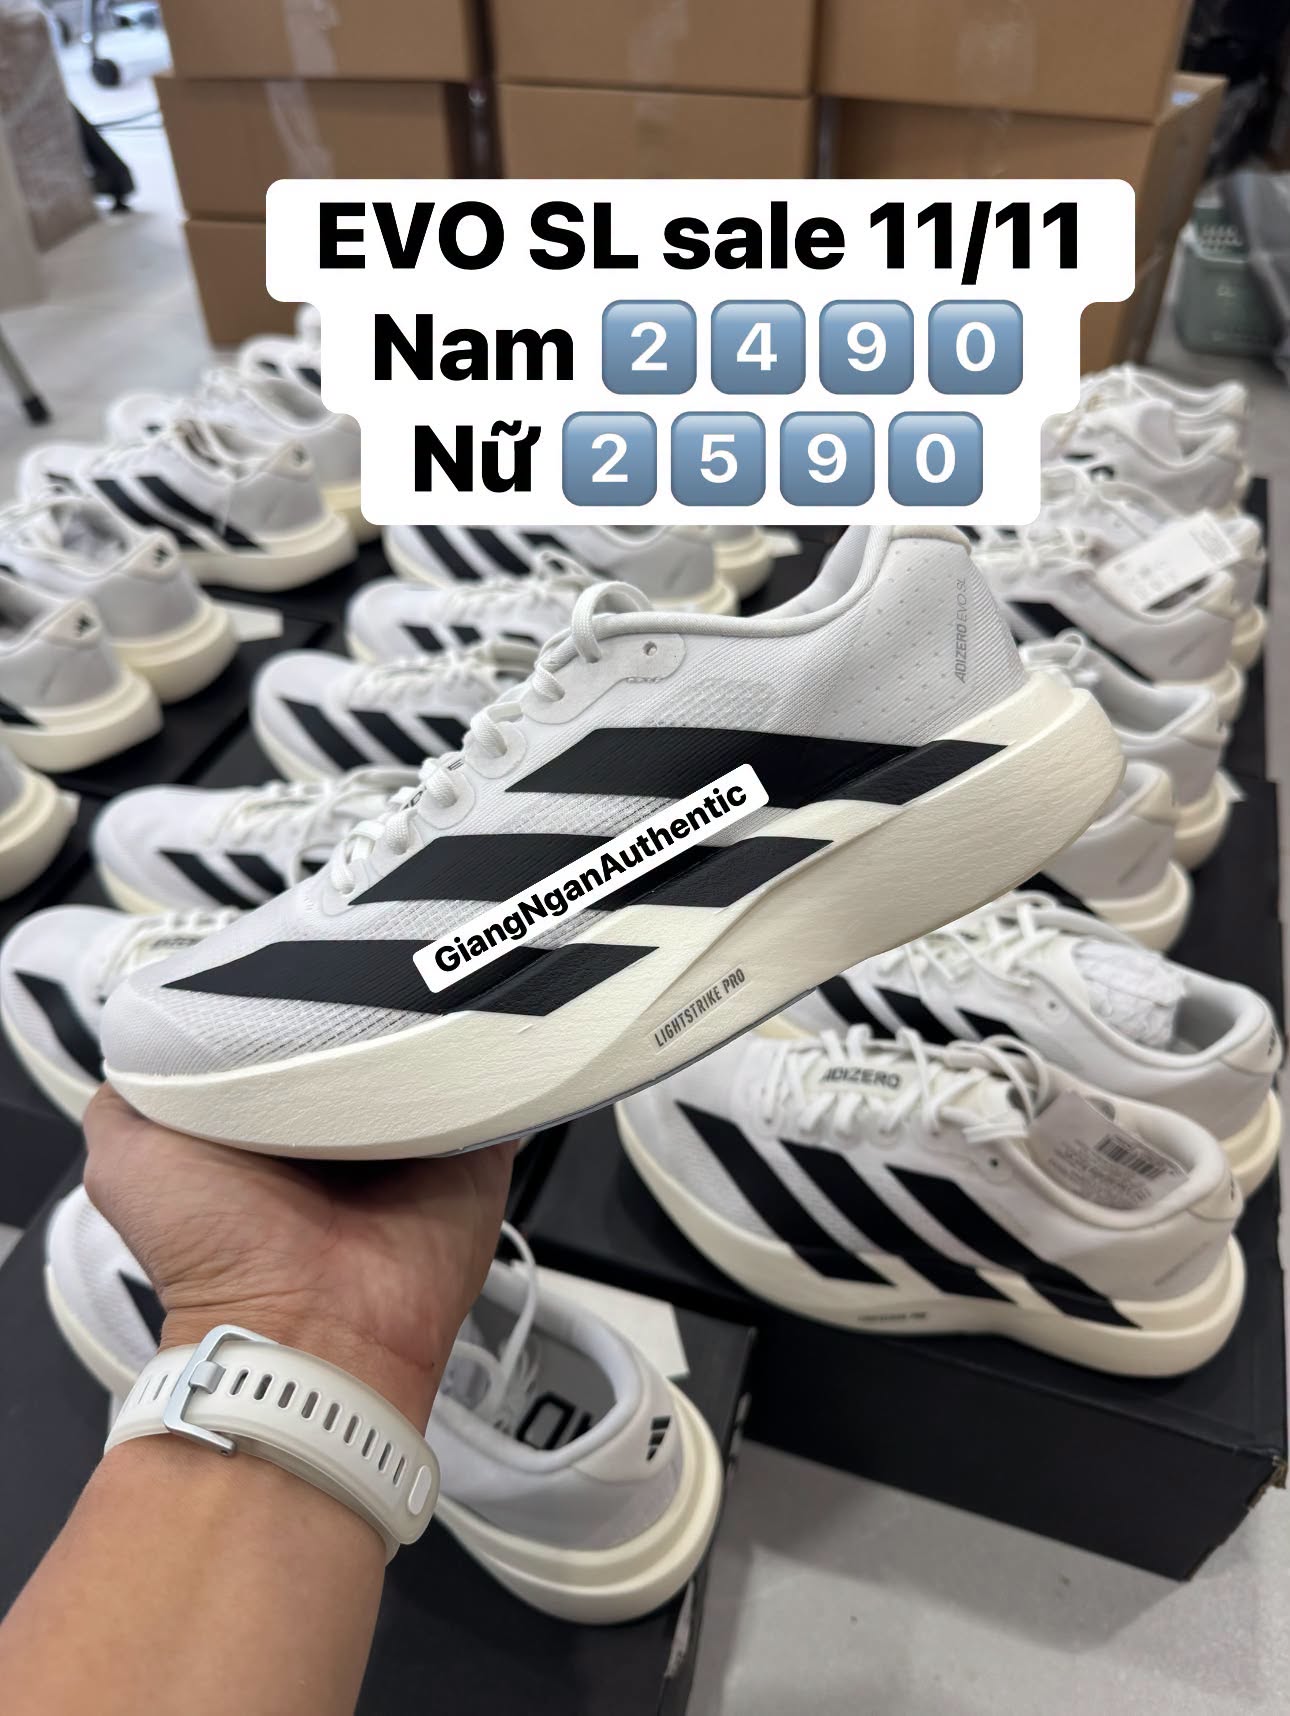 EVO SL sale 11/11
Nam 2490
Nữ 2590
ADIZERO EVO SL
GiangNganAuthentic
LIGHTSTRIKE PRO
ADIZERO